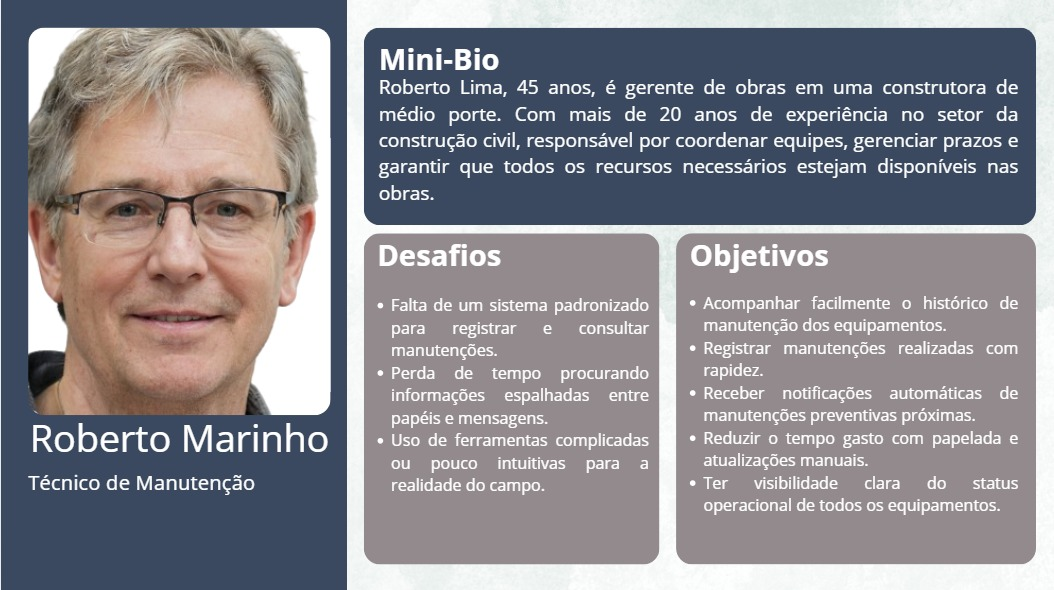 Roberto Marinho
Técnico de Manutenção
Mini-Bio
Roberto Lima, 45 anos, é gerente de obras em uma construtora de
médio porte. Com mais de 20 anos de experiência no setor da
construção civil, responsável por coordenar equipes, gerenciar prazos e
garantir que todos os recursos necessários estejam disponíveis nas
obras.
Desafios
• Falta de um sistema padronizado
para registrar e consultar
manutenções.
• Perda de tempo procurando
informações espalhadas entre
papéis e mensagens.
• Uso de ferramentas complicadas
ou pouco intuitivas para a
realidade do campo.
Objetivos
• Acompanhar facilmente o histórico de
manutenção dos equipamentos.
• Registrar manutenções realizadas com
rapidez.
• Receber notificações automáticas de
manutenções preventivas próximas.
• Reduzir o tempo gasto com papelada e
atualizações manuais.
• Ter visibilidade clara do status
operacional de todos os equipamentos.